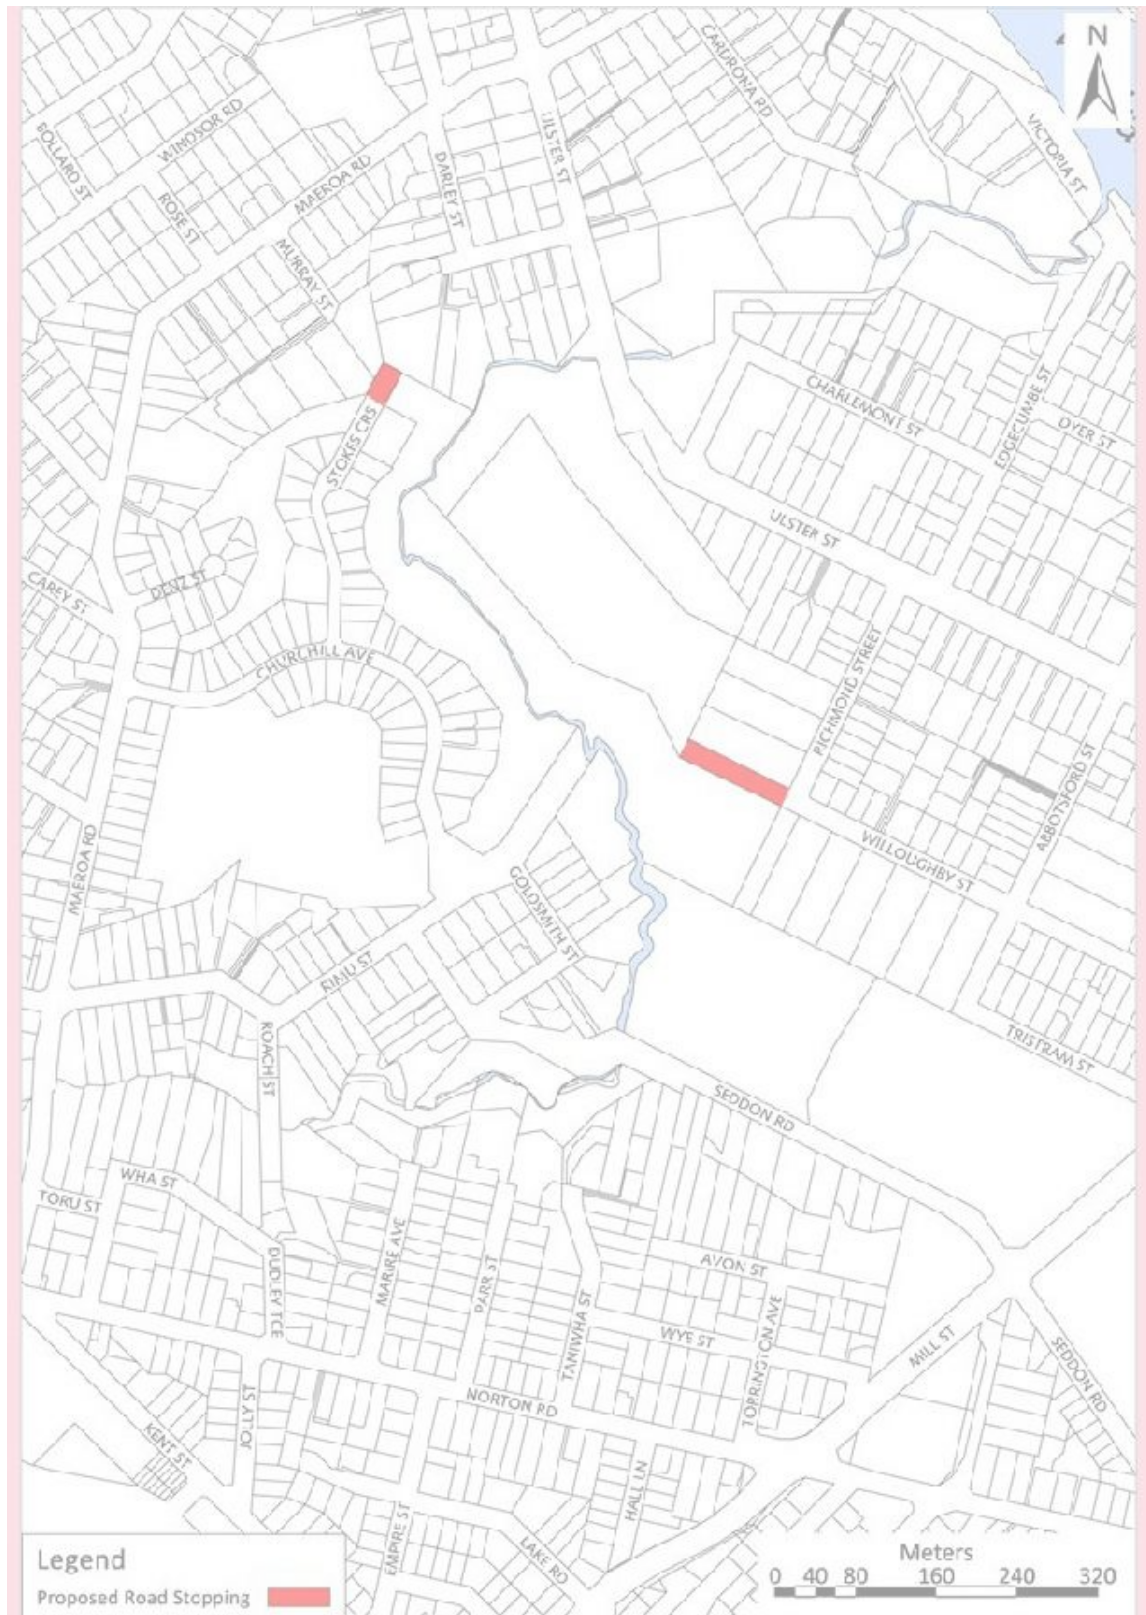 N
CARDRONA RD
VICTORIA ST
BOLLARD ST
WINDSOR RD
ULSTER ST
DARLEY ST
MAEROA RD
ROSE ST
MURRAY ST
CHARLEMONT ST
EDGECUMBE ST
DYER ST
STOKES CRS
ULSTER ST
CAREY ST
DENZ ST
CHURCHILL AVE
RICHMOND STREET
ABBOTSFORD ST
WILLOUGHBY ST
MAEROA RD
GOLDSMITH ST
RIMU ST
ROACH ST
TRISTRAM ST
SEDDON RD
WHA ST
TORU ST
DUDLEY TCE
MARIRE AVE
PARR ST
AVON ST
TANIWHA ST
WYE ST
TORRINGTON AVE
MILL ST
SEDDON RD
NORTON RD
JOLLY ST
KENT ST
HALL LN
EMPIRE ST
LAKE RD
Legend
Proposed Road Stopping
Meters
0 40 80 160 240 320